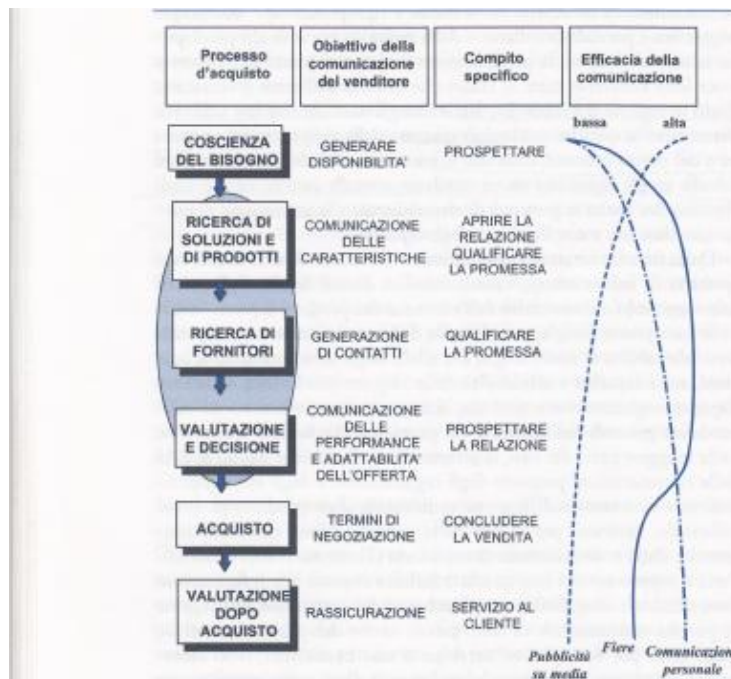 Processo
d'acquisto
Obiettivo della
comunicazione
del venditore
Compito
specifico
Efficacia della
comunicazione
bassa
alta
COSCIENZA
DEL BISOGNO
GENERARE
DISPONIBILITA'
PROSPETTARE
RICERCA DI
SOLUZIONI E
DI PRODOTTI
COMUNICAZIONE
DELLE
CARATTERISTICHE
APRIRE LA
RELAZIONE
QUALIFICARE
LA PROMESSA
RICERCA DI
FORNITORI
GENERAZIONE
DI CONTATTI
QUALIFICARE
LA PROMESSA
VALUTAZIONE
E DECISIONE
COMUNICAZIONE
DELLE
PERFORMANCE
E ADATTABILITA'
DELL'OFFERTA
PROSPETTARE
LA RELAZIONE
ACQUISTO
TERMINI DI
NEGOZIAZIONE
CONCLUDERE
LA VENDITA
VALUTAZIONE
DOPO
ACQUISTO
RASSICURAZIONE
SERVIZIO AL
CLIENTE
Pubblicità
su media
Fiere
Comunicazione
personale